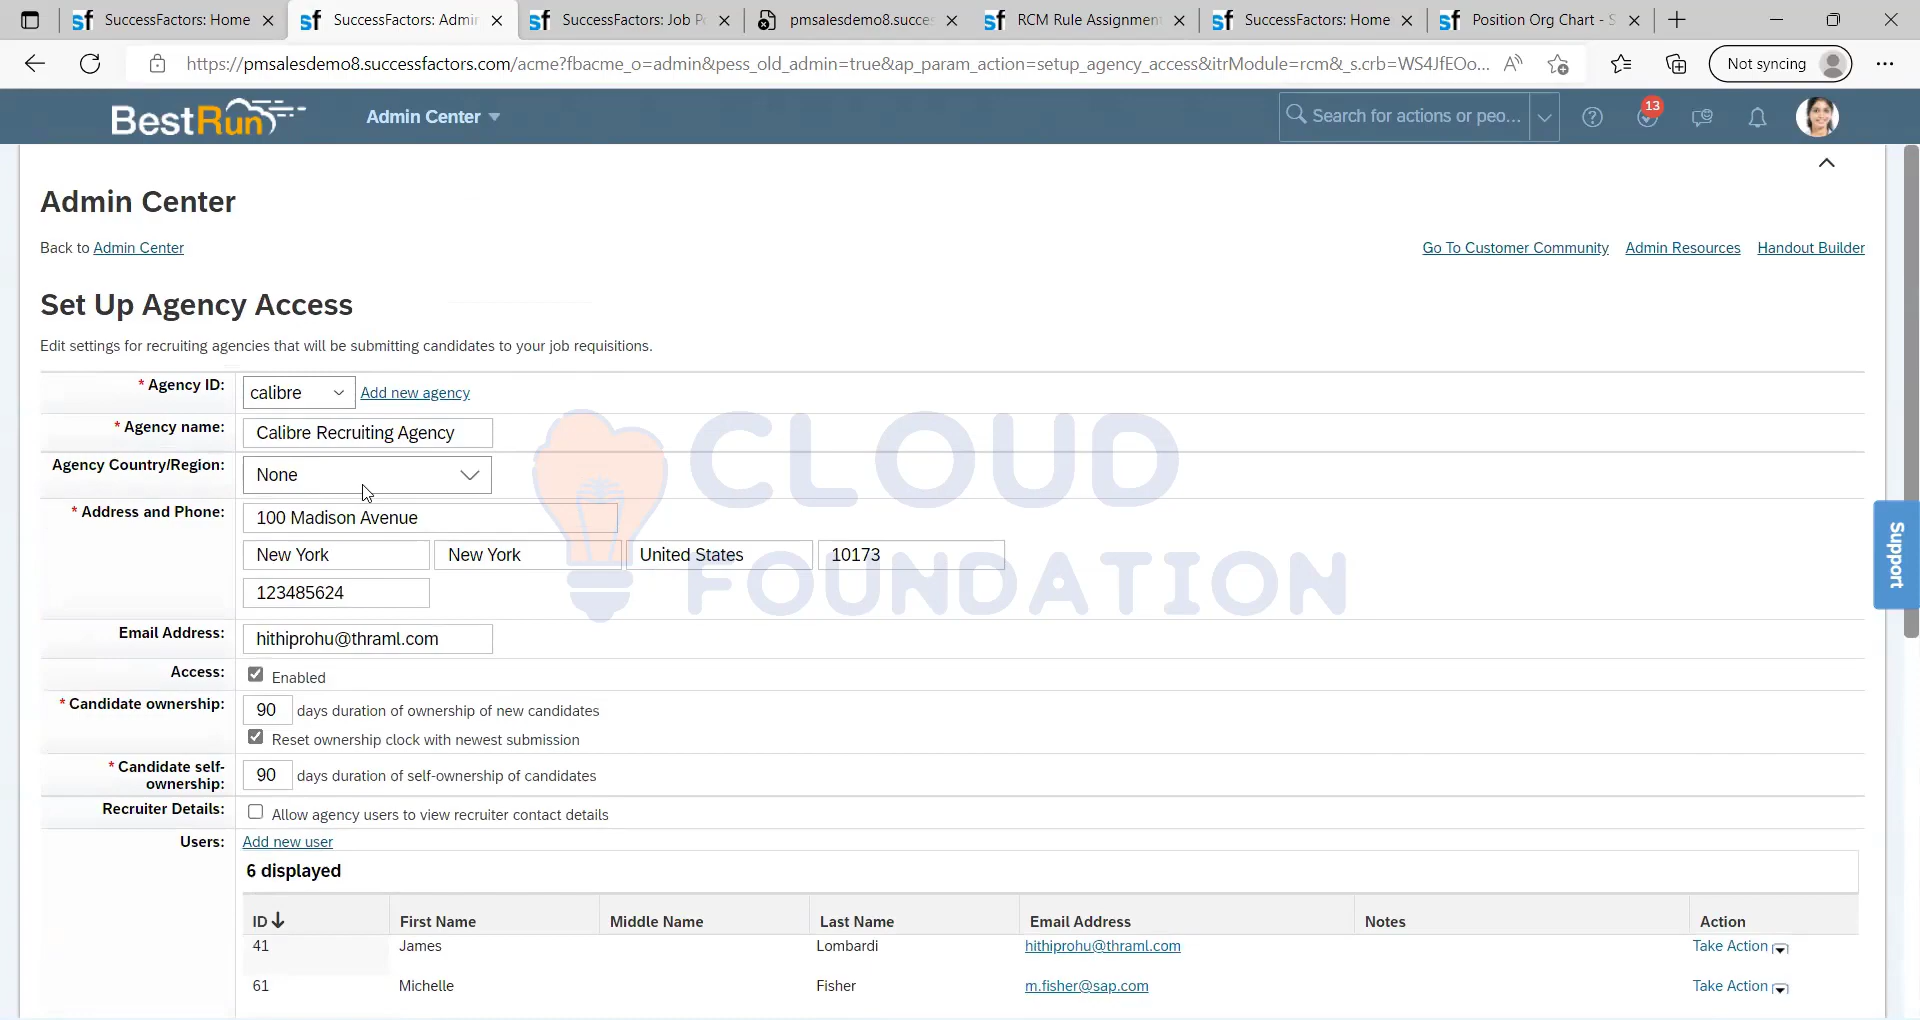 SuccessFactors: Home
SuccessFactors: Admin
SuccessFactors: Job P
pmsalesdemo8.succes
RCM Rule Assignmen
SuccessFactors: Home
Position Org Chart - S
https://pmsalesdemo8.successfactors.com/acme?fbacme_o=admin&pess_old_admin=true&ap_param_action=setup_agency_access&itrModule=rcm&_s.crb=WS4JfEOo...
Not syncing
BestRun
Admin Center
Search for actions or peo...
13
Admin Center
Back to Admin Center
Go To Customer Community Admin Resources Handout Builder
Set Up Agency Access
Edit settings for recruiting agencies that will be submitting candidates to your job requisitions.
* Agency ID: calibre Add new agency
* Agency name: Calibre Recruiting Agency
Agency Country/Region: None
* Address and Phone: 100 Madison Avenue
New York New York United States 10173
123485624
Email Address: hithiprohu@thraml.com
Access: Enabled
* Candidate ownership: 90 days duration of ownership of new candidates
Reset ownership clock with newest submission
* Candidate self-
ownership: 90 days duration of self-ownership of candidates
Recruiter Details: Allow agency users to view recruiter contact details
Users: Add new user
6 displayed
ID First Name Middle Name Last Name Email Address Notes Action
41 James Lombardi hithiprohu@thraml.com Take Action
61 Michelle Fisher m.fisher@sap.com Take Action
Support
CLOUD
FOUNDATION